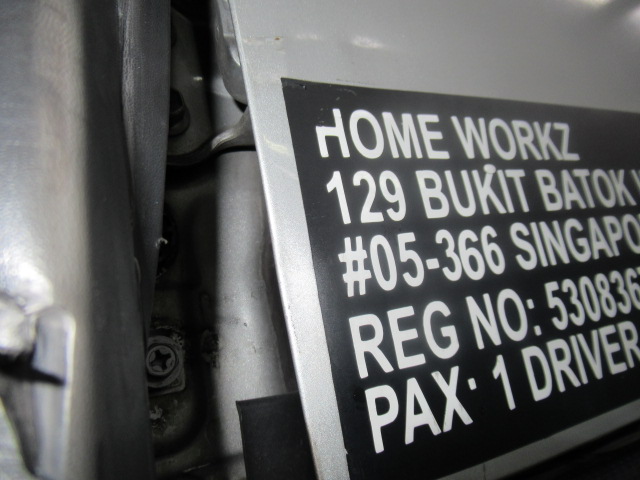 HOME WORKZ
129 BUKIT BATOK
#05-366 SINGAPO
REG NO: 530836
PAX: 1 DRIVER